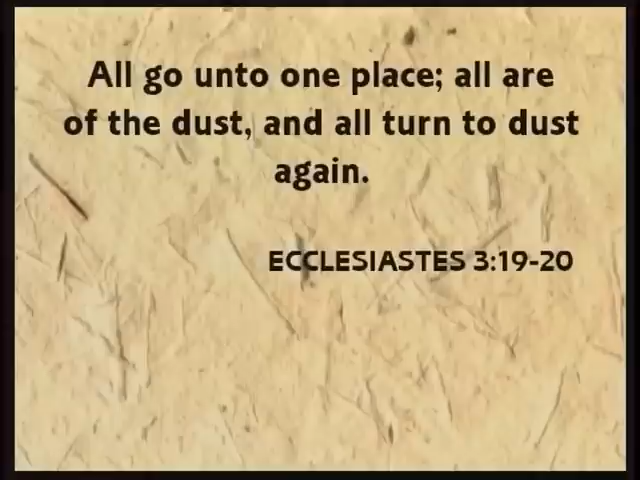 All go unto one place; all are
of the dust, and all turn to dust
again.
ECCLESIASTES 3:19-20